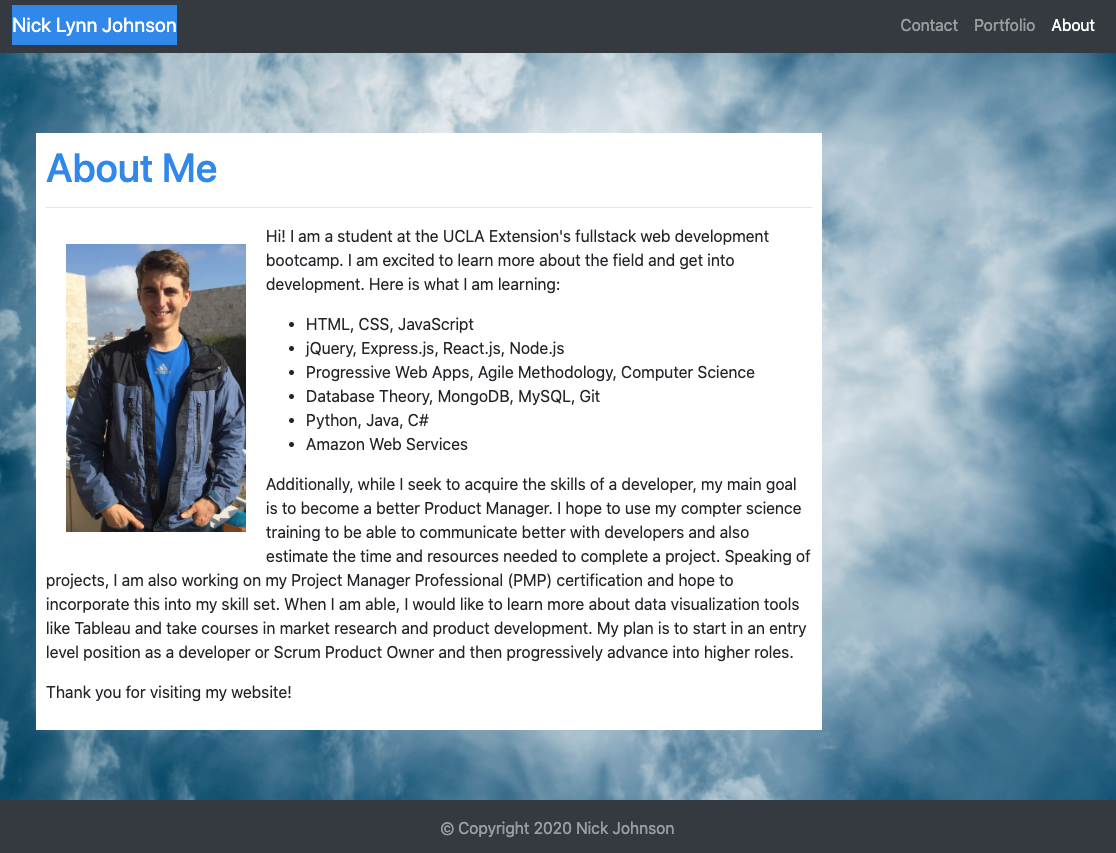 Nick Lynn Johnson
Contact Portfolio About
About Me
Hi! I am a student at the UCLA Extension's fullstack web development
bootcamp. I am excited to learn more about the field and get into
development. Here is what I am learning:
• HTML, CSS, JavaScript
• jQuery, Express.js, React.js, Node.js
• Progressive Web Apps, Agile Methodology, Computer Science
• Database Theory, MongoDB, MySQL, Git
• Python, Java, C#
• Amazon Web Services
Additionally, while I seek to acquire the skills of a developer, my main goal
is to become a better Product Manager. I hope to use my compter science
training to be able to communicate better with developers and also
estimate the time and resources needed to complete a project. Speaking of
projects, I am also working on my Project Manager Professional (PMP) certification and hope to
incorporate this into my skill set. When I am able, I would like to learn more about data visualization tools
like Tableau and take courses in market research and product development. My plan is to start in an entry
level position as a developer or Scrum Product Owner and then progressively advance into higher roles.
Thank you for visiting my website!
© Copyright 2020 Nick Johnson